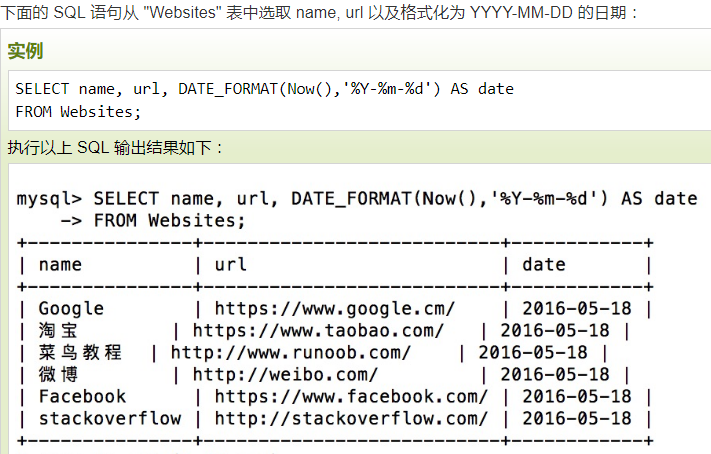 下面的 SQL 语句从 "Websites" 表中选取 name, url 以及格式化为 YYYY-MM-DD 的日期：
实例
SELECT name, url, DATE_FORMAT(Now(),'%Y-%m-%d') AS date
FROM Websites;
执行以上 SQL 输出结果如下：
mysql> SELECT name, url, DATE_FORMAT(Now(),'%Y-%m-%d') AS date
    -> FROM Websites;
+---------------+---------------------------+------------+
| name          | url                       | date       |
+---------------+---------------------------+------------+
| Google        | https://www.google.cm/    | 2016-05-18 |
| 淘宝          | https://www.taobao.com/   | 2016-05-18 |
| 菜鸟教程  | http://www.runoob.com/    | 2016-05-18 |
| 微博          | http://weibo.com/         | 2016-05-18 |
| Facebook      | https://www.facebook.com/ | 2016-05-18 |
| stackoverflow | http://stackoverflow.com/ | 2016-05-18 |
+---------------+---------------------------+------------+